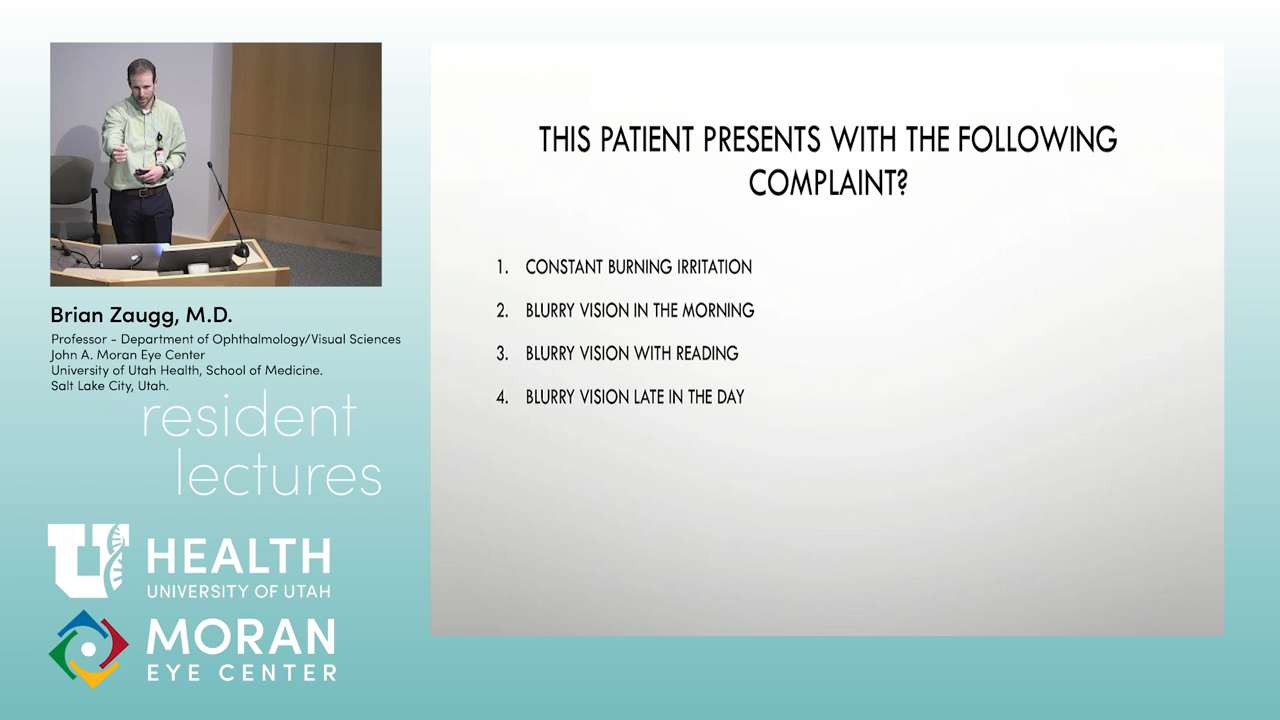 THIS PATIENT PRESENTS WITH THE FOLLOWING
COMPLAINT?
1. CONSTANT BURNING IRRITATION
2. BLURRY VISION IN THE MORNING
3. BLURRY VISION WITH READING
4. BLURRY VISION LATE IN THE DAY
Brian Zaugg, M.D.
Professor - Department of Ophthalmology/Visual Sciences
John A. Moran Eye Center
University of Utah Health, School of Medicine.
Salt Lake City, Utah.
resident
lectures
U HEALTH
UNIVERSITY OF UTAH
MORAN
EYE CENTER